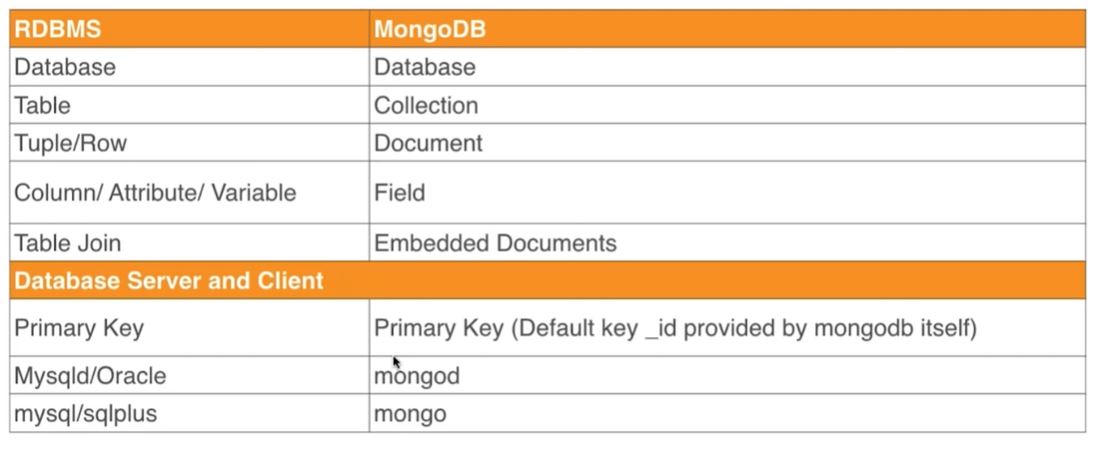 RDBMS MongoDB
Database Database
Table Collection
Tuple/Row Document
Column/ Attribute/ Variable Field
Table Join Embedded Documents
Database Server and Client
Primary Key Primary Key (Default key _id provided by mongodb itself)
Mysqld/Oracle mongod
mysql/sqlplus mongo